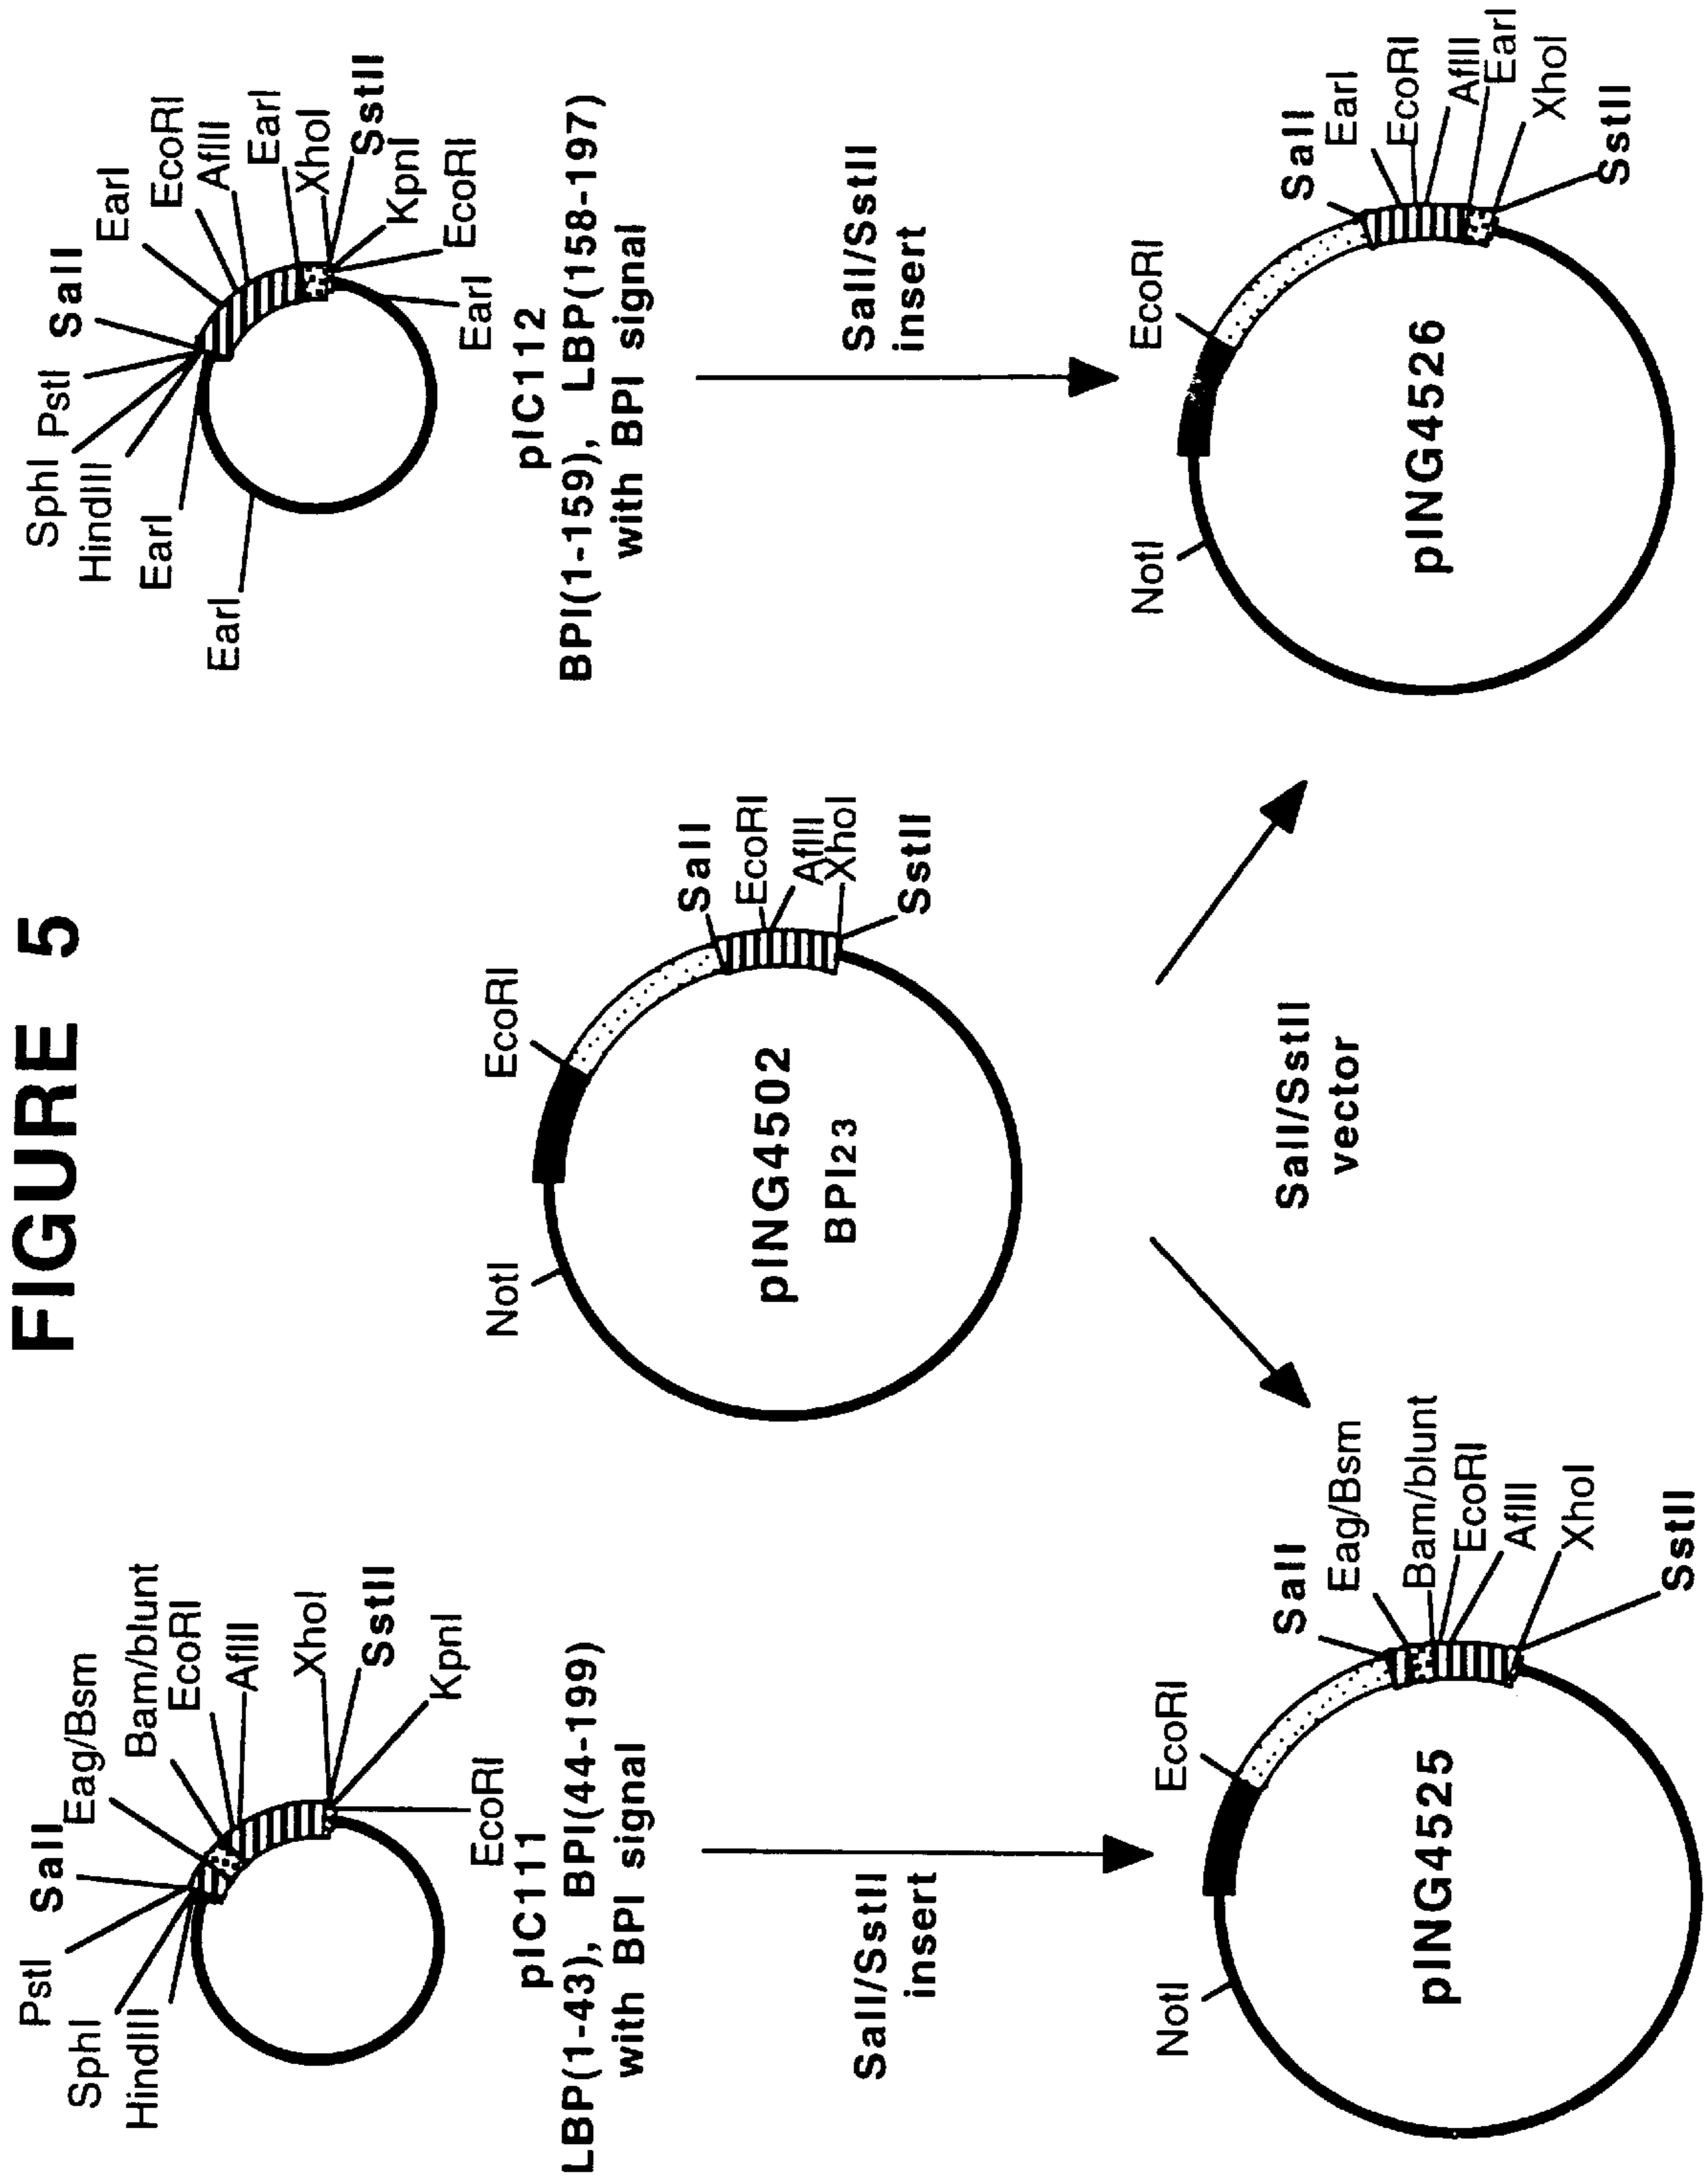 FIGURE 5
PstI
SphI
HindIII
SalI
Eag/Bsm
Bam/blunt
EcoRI
AflII
XhoI
SstII
KpnI
EcoRI
pIC111
LBP(1-43), BPI(44-199)
with BPI signal
SalI/SstII
insert
NotI
EcoRI
SalI
EcoRI
AflII
XhoI
SstII
pING4502
BPI23
SalI/SstII
vector
SphI
PstI
HindIII
EarI
EarI
SalI
EarI
EcoRI
AflII
EarI
XhoI
SstII
KpnI
EcoRI
EarI
pIC112
BPI(1-159), LBP(158-197)
with BPI signal
SalI/SstII
insert
NotI
EcoRI
SalI
Eag/Bsm
Bam/blunt
EcoRI
AflII
XhoI
SstII
pING4525
NotI
EcoRI
SalI
EarI
EcoRI
AflII
EarI
XhoI
SstII
pING4526